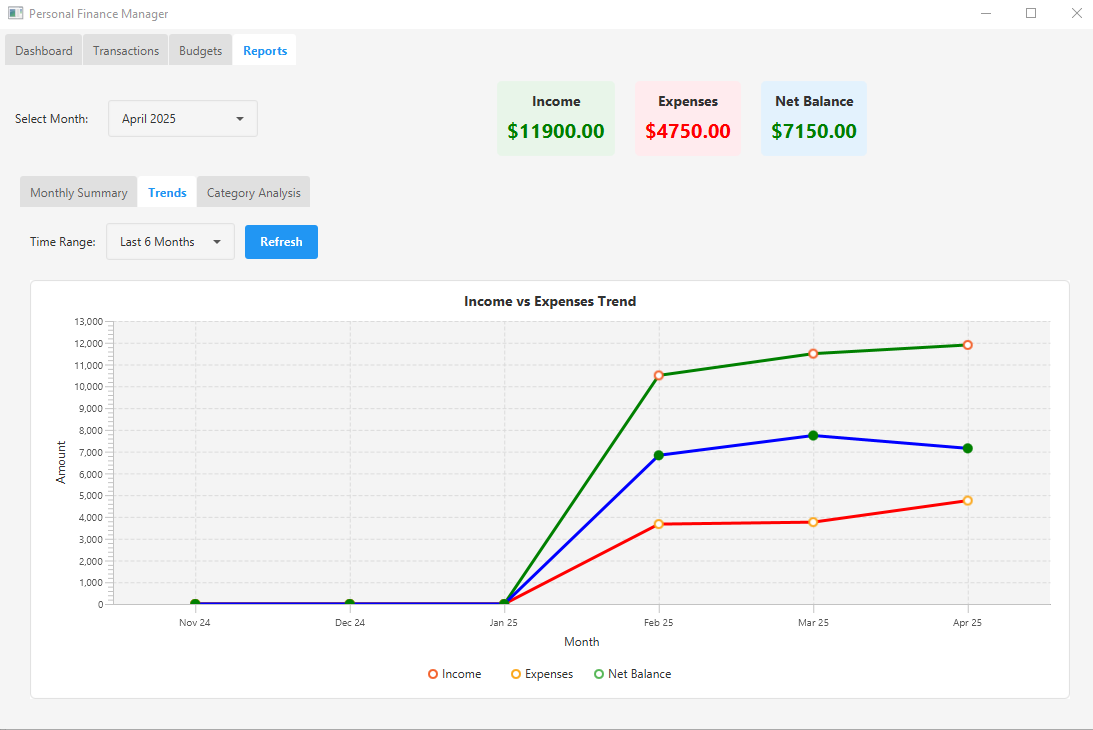 Personal Finance Manager
Dashboard Transactions Budgets Reports
Select Month: April 2025
Income
$11900.00
Expenses
$4750.00
Net Balance
$7150.00
Monthly Summary Trends Category Analysis
Time Range: Last 6 Months Refresh
Income vs Expenses Trend
Amount
13,000
12,000
11,000
10,000
9,000
8,000
7,000
6,000
5,000
4,000
3,000
2,000
1,000
0
Nov 24 Dec 24 Jan 25 Feb 25 Mar 25 Apr 25
Month
Income Expenses Net Balance